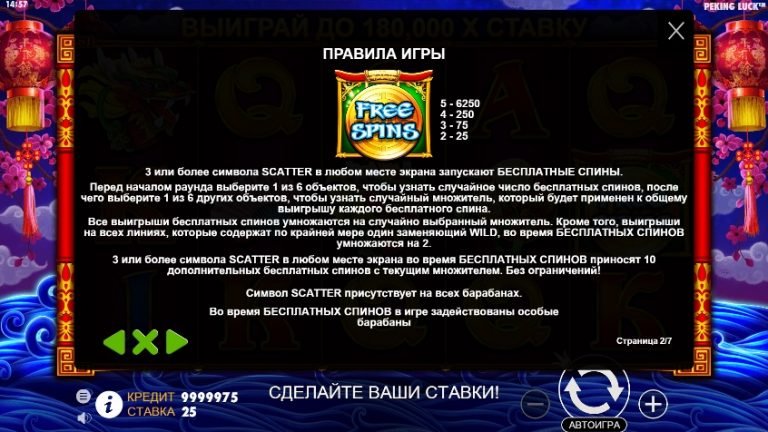 14:57
PEKING LUCK™
ВЫИГРАЙ ДО 180,000 X СТАВКУ
ПРАВИЛА ИГРЫ
FREE
SPINS
5 - 6250
4 - 250
3 - 75
2 - 25
3 или более символа SCATTER в любом месте экрана запускают БЕСПЛАТНЫЕ СПИНЫ.
Перед началом раунда выберите 1 из 6 объектов, чтобы узнать случайное число бесплатных спинов, после
чего выберите 1 из 6 других объектов, чтобы узнать случайный множитель, который будет применен к общему
выигрышу каждого бесплатного спина.
Все выигрыши бесплатных спинов умножаются на случайно выбранный множитель. Кроме того, выигрыши
на всех линиях, которые содержат по крайней мере один заменяющий WILD, во время БЕСПЛАТНЫХ СПИНОВ
умножаются на 2.
3 или более символа SCATTER в любом месте экрана во время БЕСПЛАТНЫХ СПИНОВ приносят 10
дополнительных бесплатных спинов с текущим множителем. Без ограничений!
Символ SCATTER присутствует на всех барабанах.
Во время БЕСПЛАТНЫХ СПИНОВ в игре задействованы особые
барабаны
Страница 2/7
КРЕДИТ 9999975
СТАВКА 25
СДЕЛАЙТЕ ВАШИ СТАВКИ!
АВТОИГРА